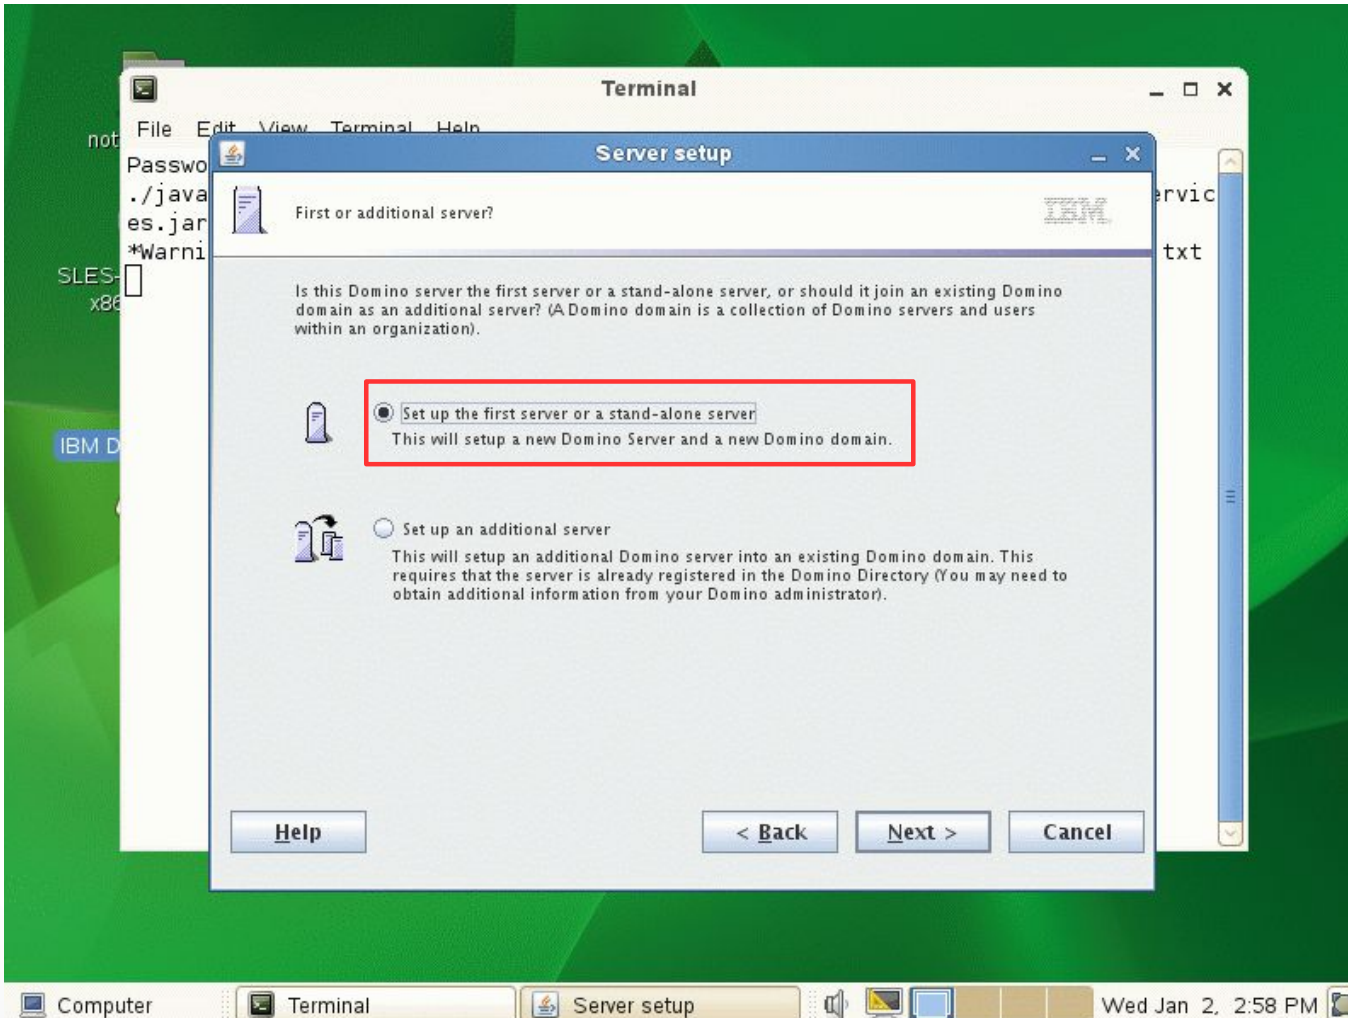 Terminal
File Edit View Terminal Help
not
Passwo
./java
ervic
es.jar
*Warni
txt
SLES-
x86
IBM D
Server setup
First or additional server?
IBM
Is this Domino server the first server or a stand-alone server, or should it join an existing Domino
domain as an additional server? (A Domino domain is a collection of Domino servers and users
within an organization).
Set up the first server or a stand-alone server
This will setup a new Domino Server and a new Domino domain.
Set up an additional server
This will setup an additional Domino server into an existing Domino domain. This
requires that the server is already registered in the Domino Directory (You may need to
obtain additional information from your Domino administrator).
Help
< Back
Next >
Cancel
Computer
Terminal
Server setup
Wed Jan 2, 2:58 PM